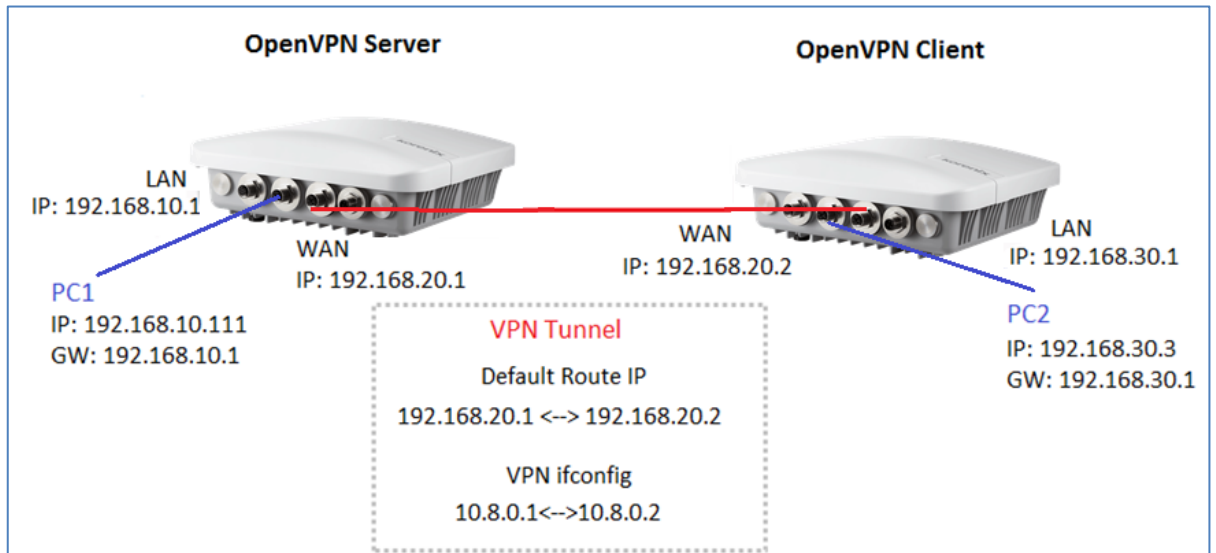 OpenVPN Server
OpenVPN Client
LAN
IP: 192.168.10.1
WAN
IP: 192.168.20.1
WAN
IP: 192.168.20.2
LAN
IP: 192.168.30.1
PC1
IP: 192.168.10.111
GW: 192.168.10.1
VPN Tunnel
Default Route IP
192.168.20.1 <--> 192.168.20.2
VPN ifconfig
10.8.0.1<-->10.8.0.2
PC2
IP: 192.168.30.3
GW: 192.168.30.1